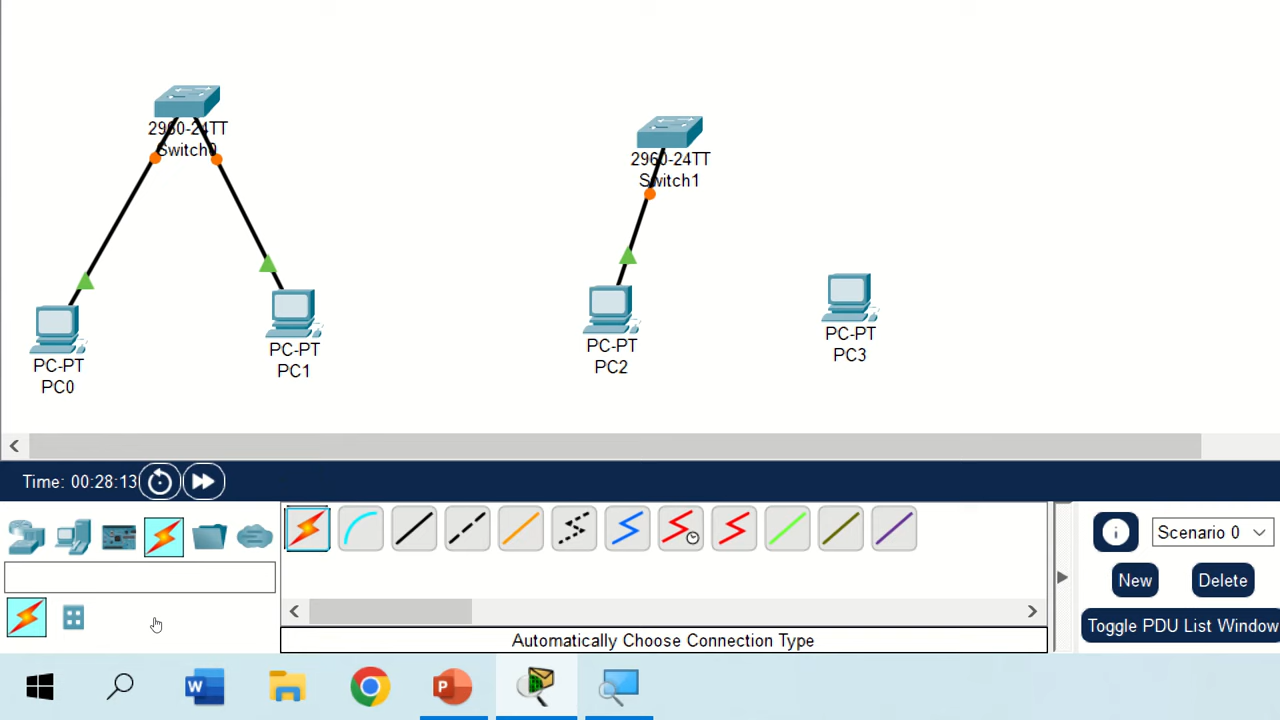 2960-24TT
Switch0
2960-24TT
Switch1
PC-PT
PC0
PC-PT
PC1
PC-PT
PC2
PC-PT
PC3
Time: 00:28:13
Scenario 0
New
Delete
Toggle PDU List Window
Automatically Choose Connection Type